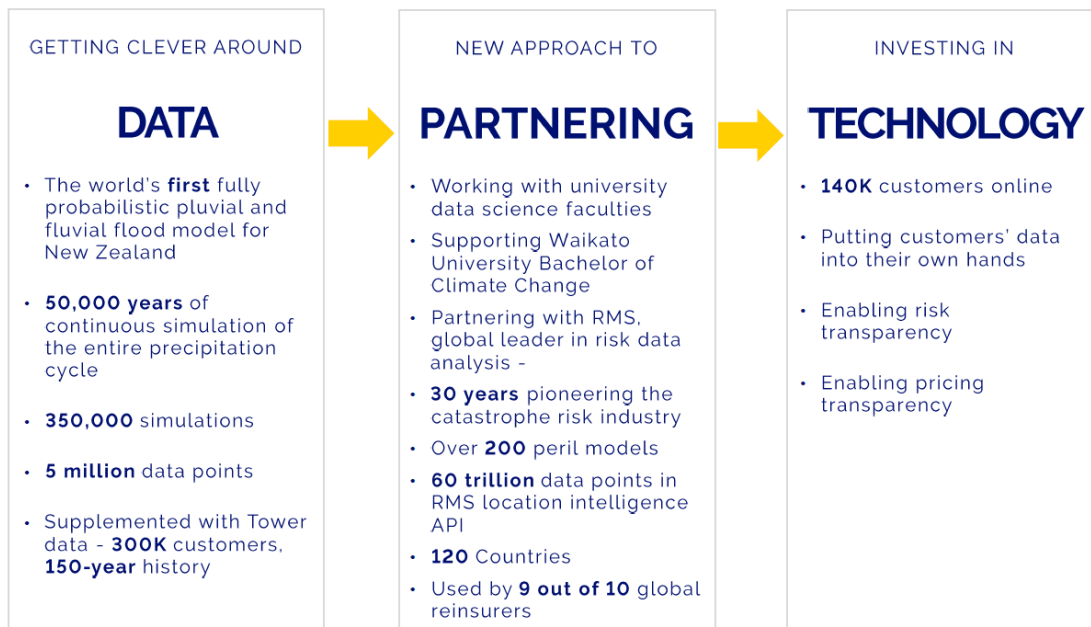 GETTING CLEVER AROUND
DATA
• The world's first fully
probabilistic pluvial and
fluvial flood model for
New Zealand
• 50,000 years of
continuous simulation of
the entire precipitation
cycle
• 350,000 simulations
• 5 million data points
• Supplemented with Tower
data - 300K customers,
150-year history
NEW APPROACH TO
PARTNERING
• Working with university
data science faculties
• Supporting Waikato
University Bachelor of
Climate Change
• Partnering with RMS,
global leader in risk data
analysis -
• 30 years pioneering the
catastrophe risk industry
• Over 200 peril models
• 60 trillion data points in
RMS location intelligence
API
• 120 Countries
• Used by 9 out of 10 global
reinsurers
INVESTING IN
TECHNOLOGY
• 140K customers online
• Putting customers' data
into their own hands
• Enabling risk
transparency
• Enabling pricing
transparency